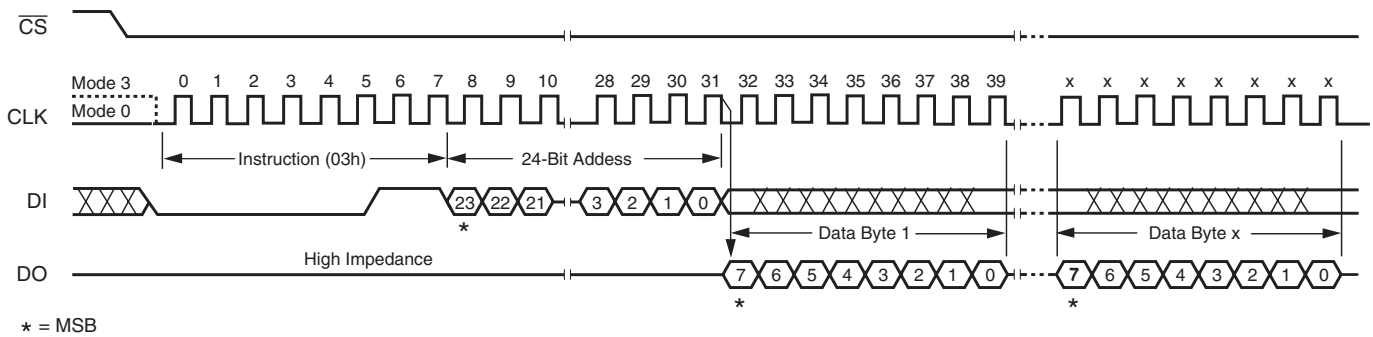 CS
Mode 3
Mode 0
CLK
0 1 2 3 4 5 6 7 8 9 10 28 29 30 31 32 33 34 35 36 37 38 39 x x x x x x x x
Instruction (03h)
24-Bit Addess
DI
23 22 21 3 2 1 0
*
Data Byte 1
Data Byte x
High Impedance
DO
7 6 5 4 3 2 1 0 7 6 5 4 3 2 1 0
* *
* = MSB